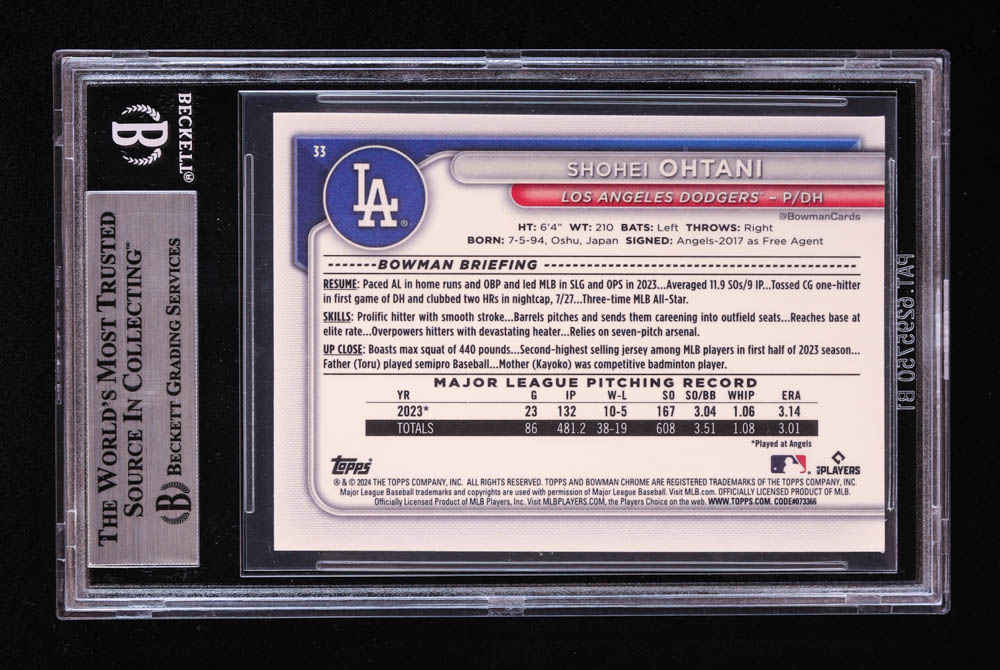 BECKETT®
B
THE WORLD'S MOST TRUSTED
SOURCE IN COLLECTING™
B BECKETT GRADING SERVICES
33
LA®
SHOHEI OHTANI
LOS ANGELES DODGERS™ – P/DH
@BowmanCards
HT: 6'4" WT: 210 BATS: Left THROWS: Right
BORN: 7-5-94, Oshu, Japan SIGNED: Angels-2017 as Free Agent
BOWMAN BRIEFING
RESUME: Paced AL in home runs and OBP and led MLB in SLG and OPS in 2023...Averaged 11.9 SOs/9 IP...Tossed CG one-hitter
in first game of DH and clubbed two HRs in nightcap, 7/27...Three-time MLB All-Star.
SKILLS: Prolific hitter with smooth stroke...Barrels pitches and sends them careening into outfield seats...Reaches base at
elite rate...Overpowers hitters with devastating heater...Relies on seven-pitch arsenal.
UP CLOSE: Boasts max squat of 440 pounds...Second-highest selling jersey among MLB players in first half of 2023 season...
Father (Toru) played semipro Baseball...Mother (Kayoko) was competitive badminton player.
MAJOR LEAGUE PITCHING RECORD
YR G IP W-L SO SO/BB WHIP ERA
2023* 23 132 10-5 167 3.04 1.06 3.14
TOTALS 86 481.2 38-19 608 3.51 1.08 3.01
*Played at Angels
Topps®
PLAYERS
® & © 2024 THE TOPPS COMPANY, INC. ALL RIGHTS RESERVED. TOPPS AND BOWMAN CHROME ARE REGISTERED TRADEMARKS OF THE TOPPS COMPANY, INC.
Major League Baseball trademarks and copyrights are used with permission of Major League Baseball. Visit MLB.com. OFFICIALLY LICENSED PRODUCT OF MLB.
Officially Licensed Product of MLB Players, Inc. Visit MLBPLAYERS.COM, the Players Choice on the web. WWW.TOPPS.COM. CODE#073366
PAT. 6295750 B1